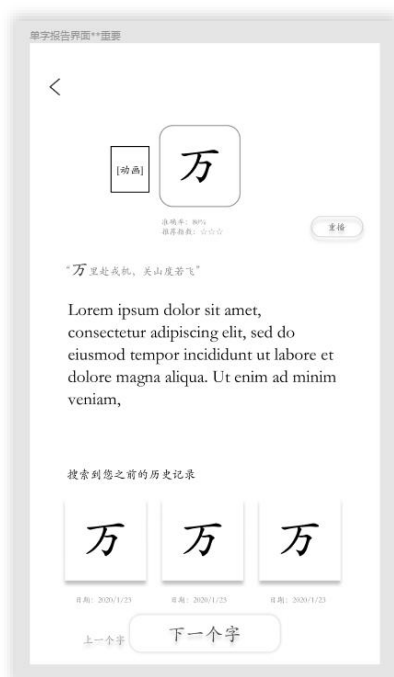 单字报告界面**重要
[动画]
万
准确率：80%
推荐指数：☆☆☆
重播
“万里赴戎机，关山度若飞”
Lorem ipsum dolor sit amet,
consectetur adipiscing elit, sed do
eiusmod tempor incididunt ut labore et
dolore magna aliqua. Ut enim ad minim
veniam,
搜索到您之前的历史记录
万 万 万
日期：2020/1/23 日期：2020/1/23 日期：2020/1/23
上一个字 下一个字